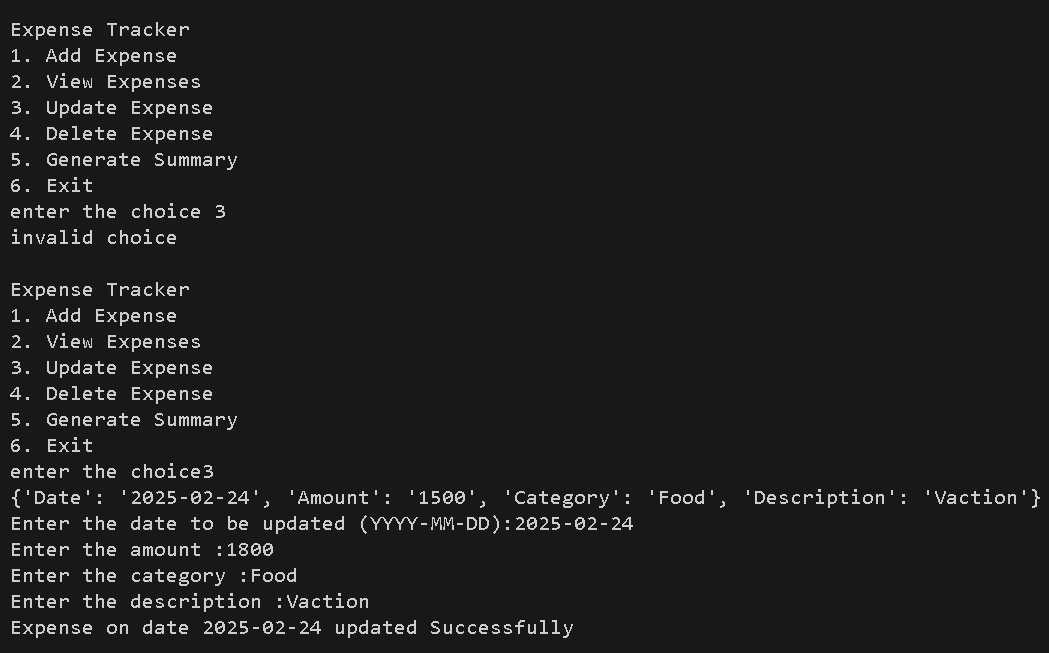 Expense Tracker
1. Add Expense
2. View Expenses
3. Update Expense
4. Delete Expense
5. Generate Summary
6. Exit
enter the choice 3
invalid choice
Expense Tracker
1. Add Expense
2. View Expenses
3. Update Expense
4. Delete Expense
5. Generate Summary
6. Exit
enter the choice3
{'Date': '2025-02-24', 'Amount': '1500', 'Category': 'Food', 'Description': 'Vaction'}
Enter the date to be updated (YYYY-MM-DD):2025-02-24
Enter the amount :1800
Enter the category :Food
Enter the description :Vaction
Expense on date 2025-02-24 updated Successfully